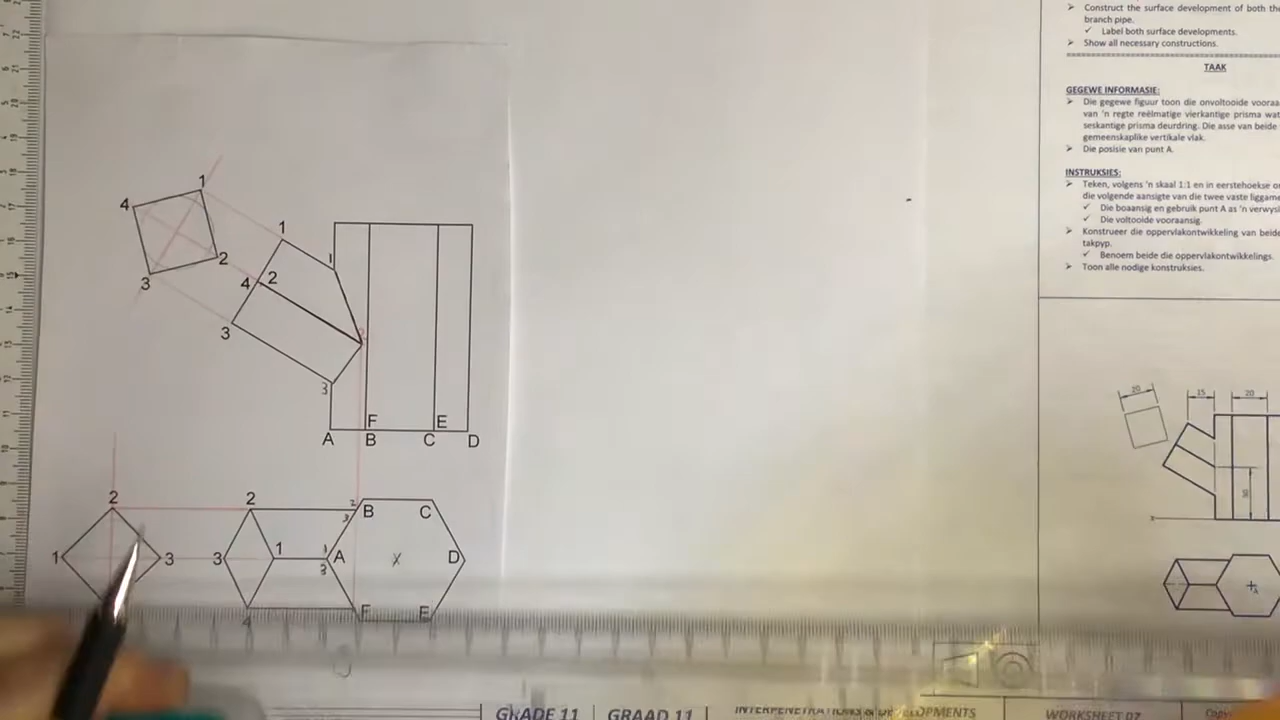 Construct the surface development of both the
branch pipe.
Label both surface developments.
Show all necessary constructions.
TAAK
GEGEWE INFORMASIE:
Die gegewe figuur toon die onvoltooide
van 'n regte reëlmatige vierkantige prisma
seskantige prisma deurdring. Die asse van beide
gemeenskaplike vertikale vlak.
Die posisie van punt A.
INSTRUKSIES:
Teken, volgens 'n skaal 1:1 en in
die volgende aansigte van die twee vaste
Die boaansig en gebruik punt A as 'n
Die voltooide vooraansig.
Konstrueer die oppervlakontwikkeling van beide
takpyp.
Benoem beide die oppervlakontwikkelings.
Toon alle nodige konstruksies.
1
4
2
3
1
1
4 2
3
3
F E
A B C D
2 2 2
B C
1 3 3 1 1 A D
3
4 F E
20 15 20
GRADE 11 GRAAD 11 INTERPENETRATIONS & DEVELOPMENTS WORKSHEET 07